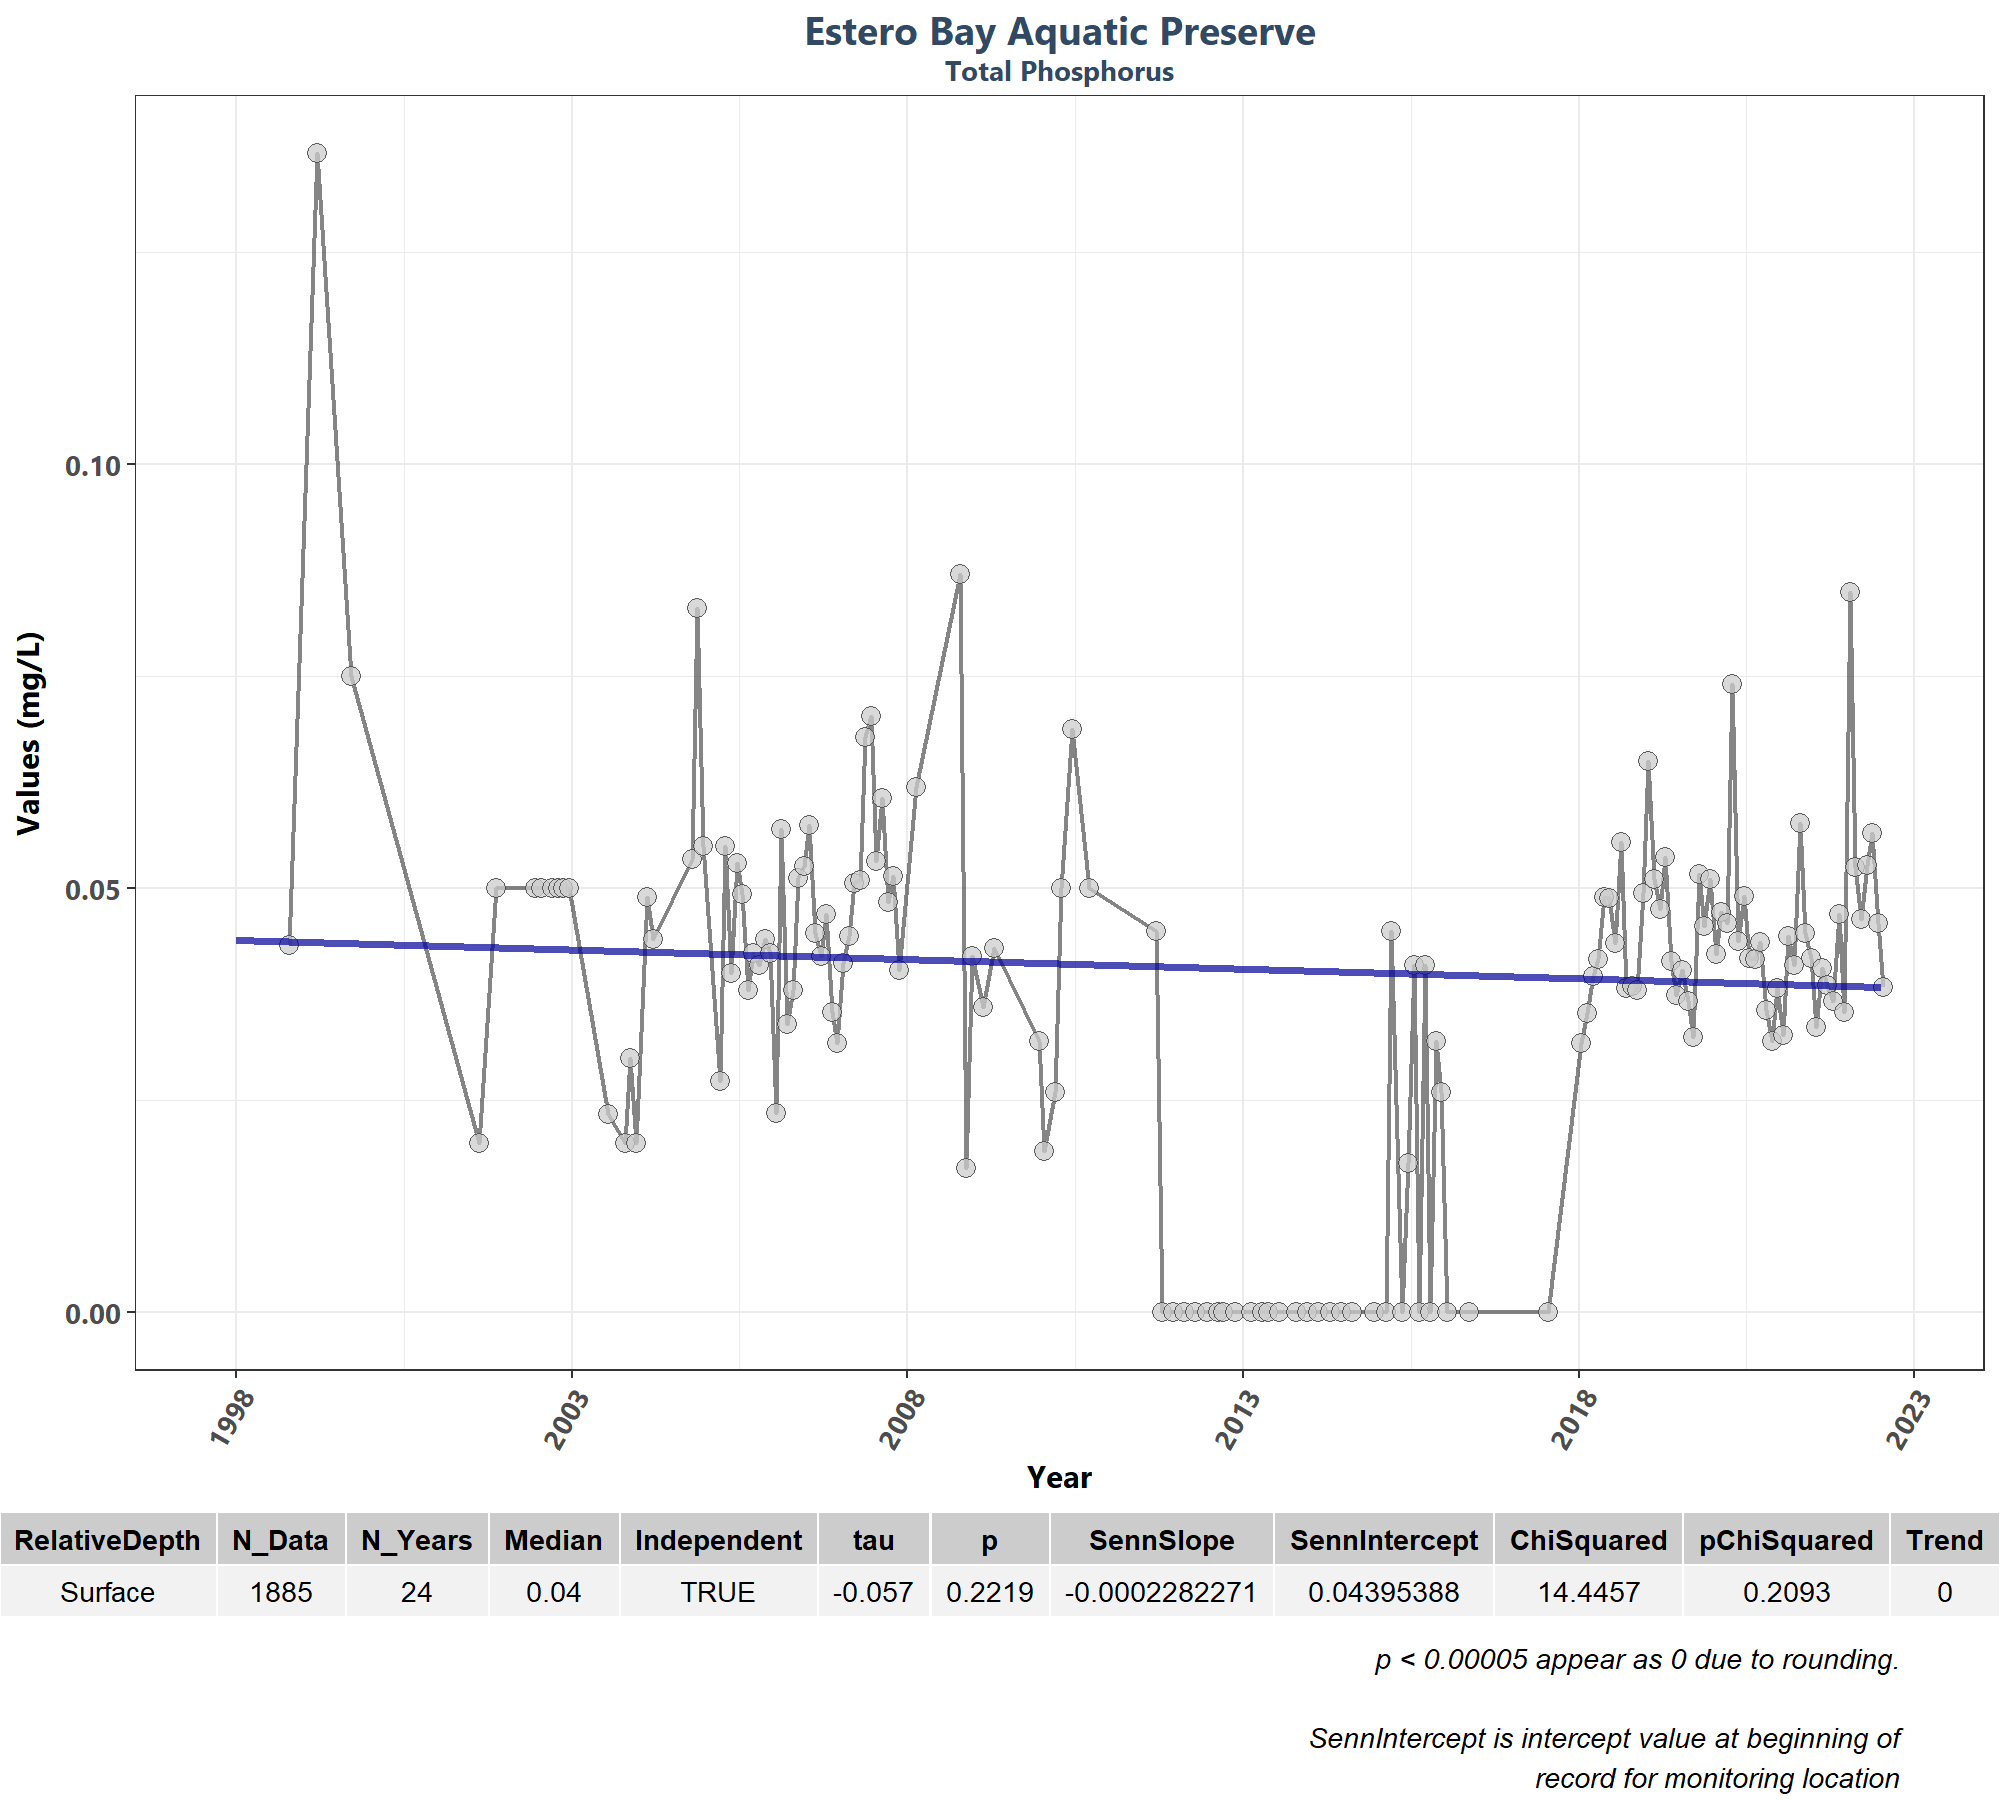 Estero Bay Aquatic Preserve
Total Phosphorus
Values (mg/L)
0.10
0.05
0.00
1998 2003 2008 2013 2018 2023
Year
RelativeDepth N_Data N_Years Median Independent tau p SennSlope SennIntercept ChiSquared pChiSquared Trend
Surface 1885 24 0.04 TRUE -0.057 0.2219 -0.0002282271 0.04395388 14.4457 0.2093 0
p < 0.00005 appear as 0 due to rounding.
SennIntercept is intercept value at beginning of
record for monitoring location